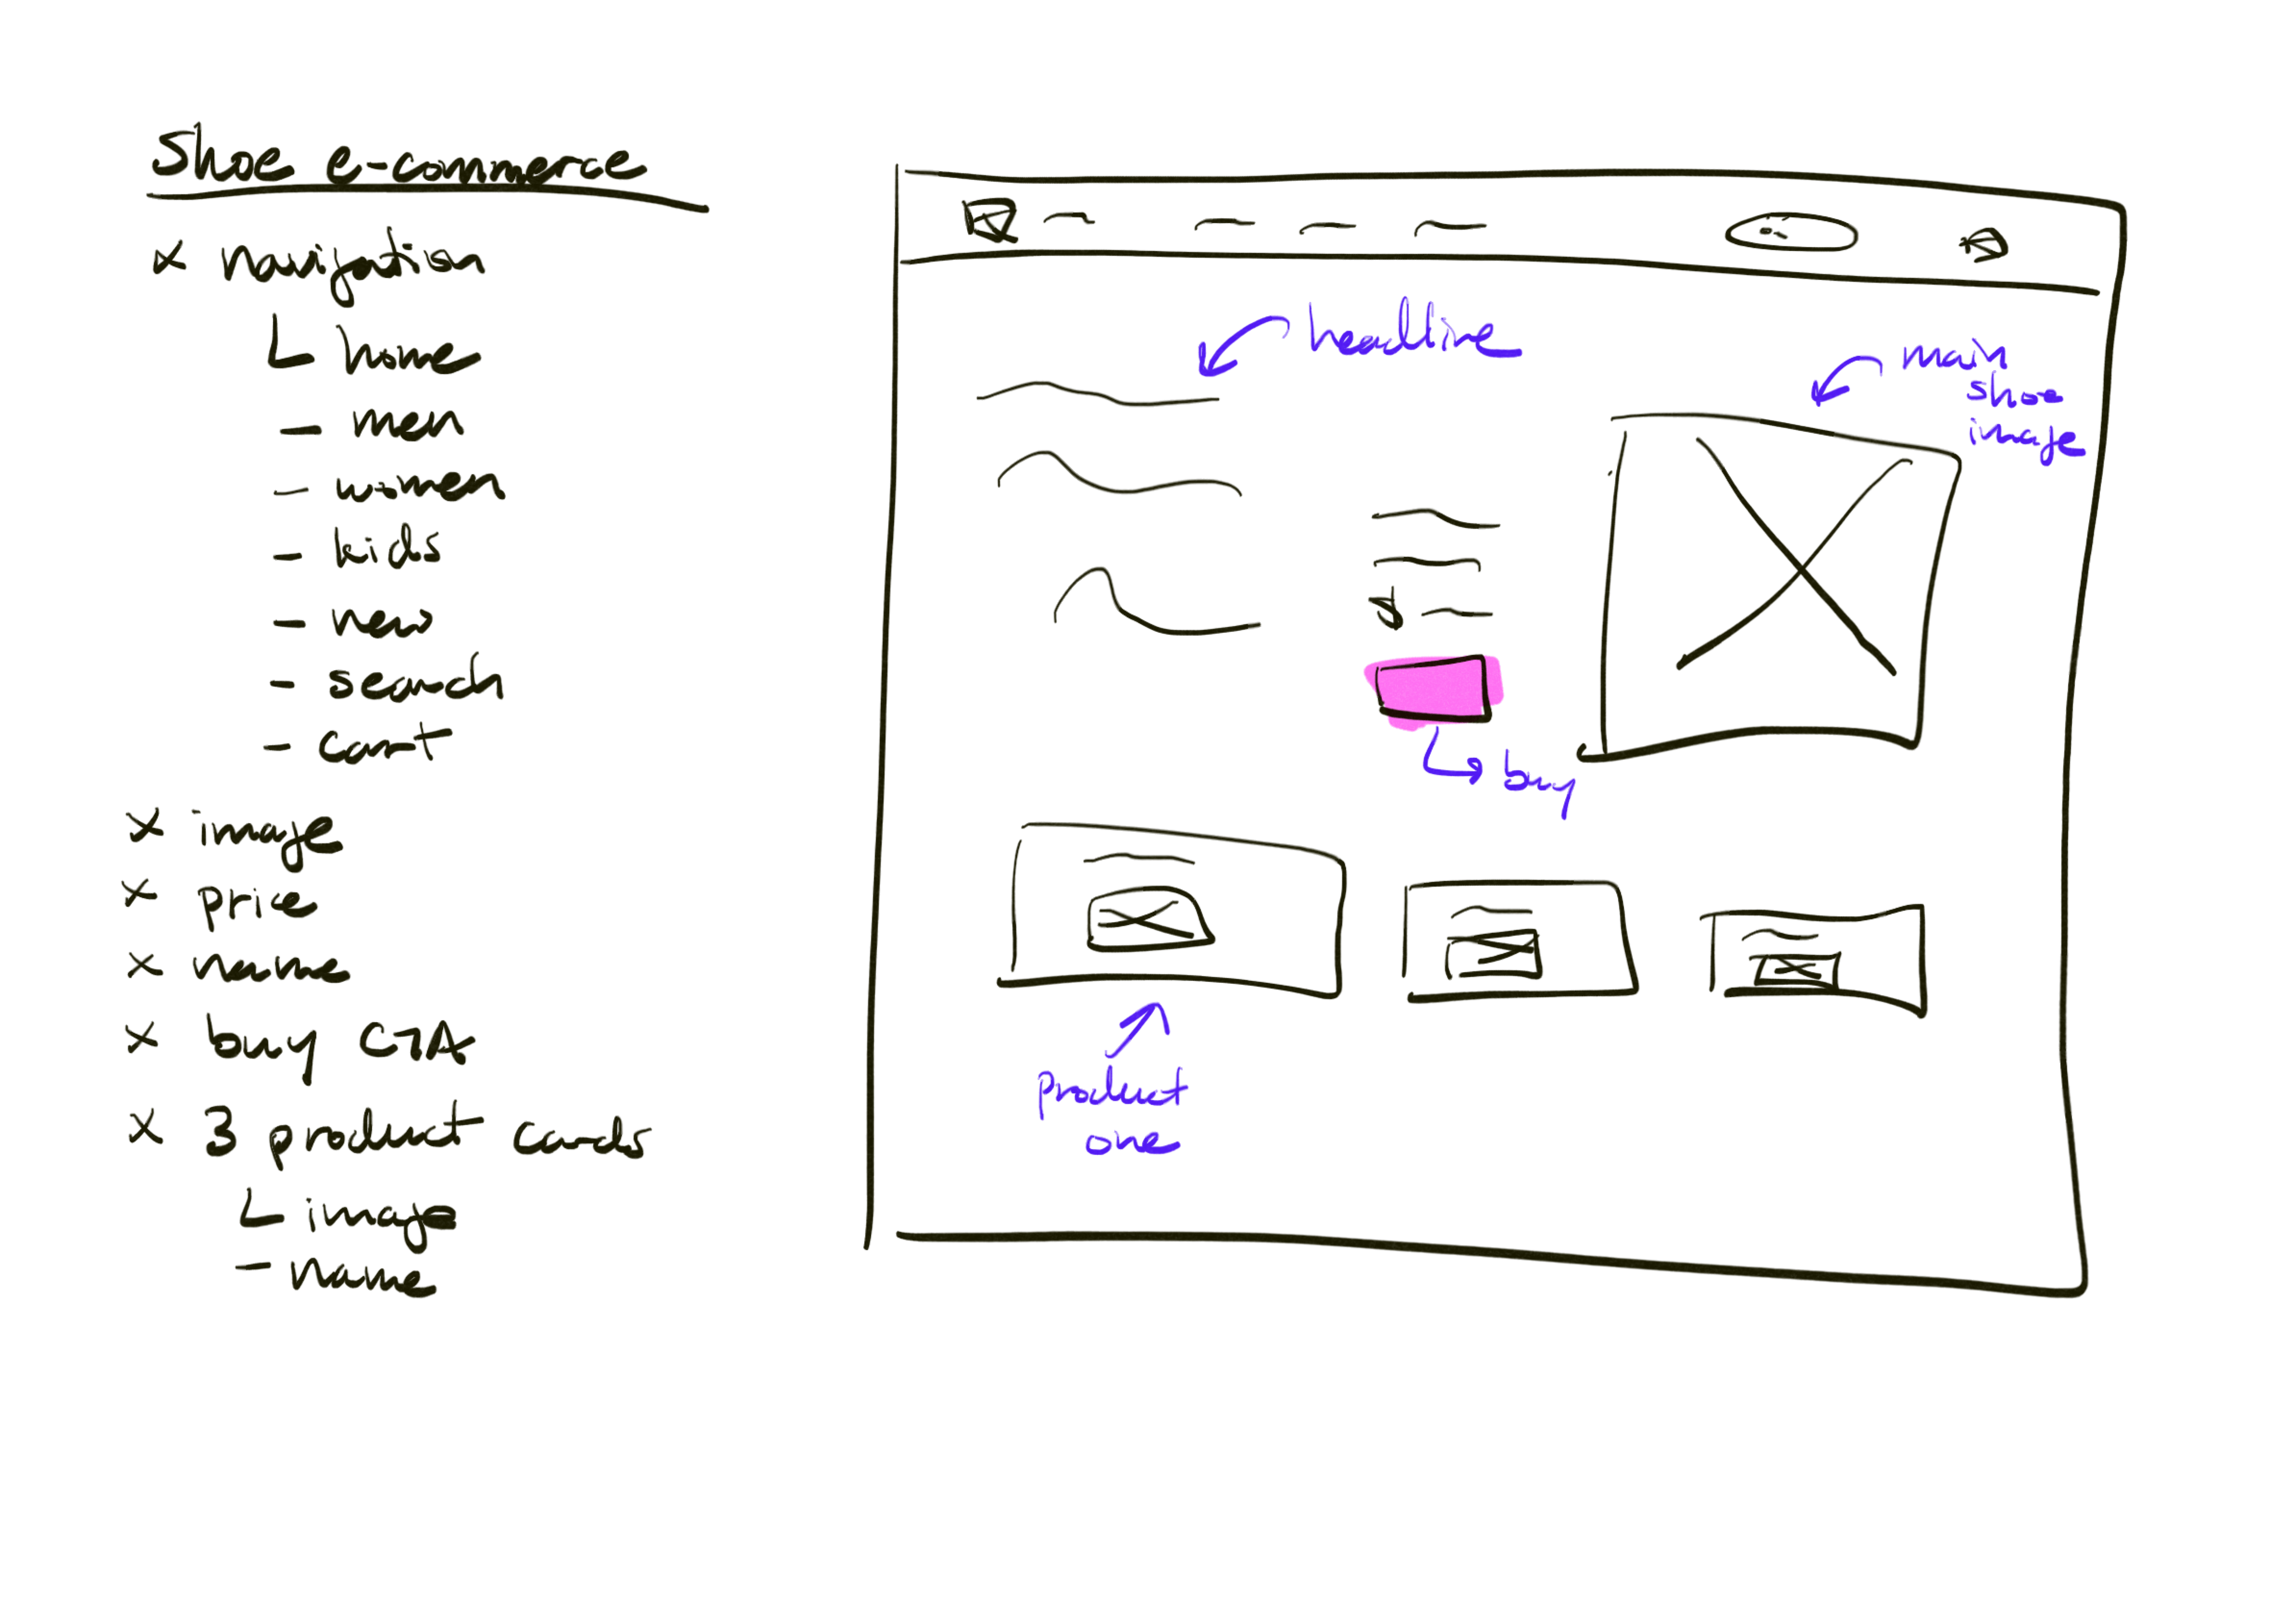 Shoe e-commerce
x navigation
home
- men
- women
- kids
- new
- search
- cart
x image
x price
x name
x buy CTA
x 3 product cards
image
- name
headline
main
shoe
image
$
buy
product
one